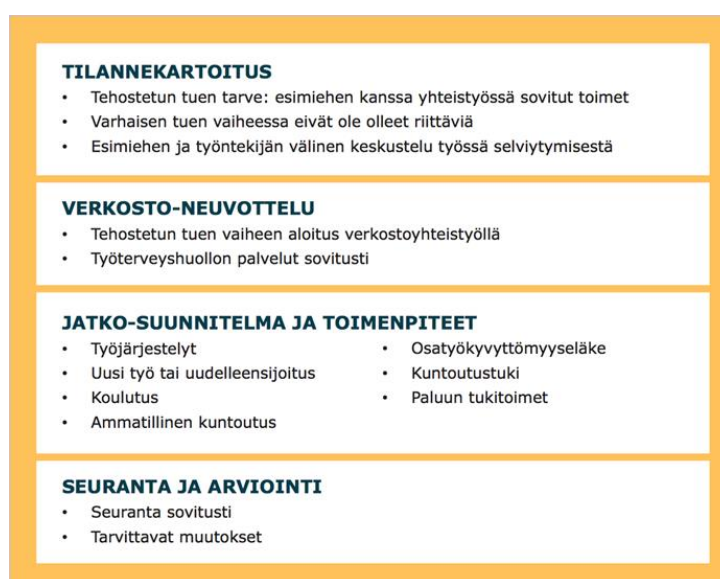 TILANNEKARTOITUS
• Tehostetun tuen tarve: esimiehen kanssa yhteistyössä sovitut toimet
• Varhaisen tuen vaiheessa eivät ole olleet riittäviä
• Esimiehen ja työntekijän välinen keskustelu työssä selviytymisestä
VERKOSTO-NEUVOTTELU
• Tehostetun tuen vaiheen aloitus verkostoyhteistyöllä
• Työterveyshuollon palvelut sovitusti
JATKO-SUUNNITELMA JA TOIMENPITEET
• Työjärjestelyt
• Uusi työ tai uudelleensijoitus
• Koulutus
• Ammatillinen kuntoutus
• Osatyökyvyttömyyseläke
• Kuntoutustuki
• Paluun tukitoimet
SEURANTA JA ARVIOINTI
• Seuranta sovitusti
• Tarvittavat muutokset